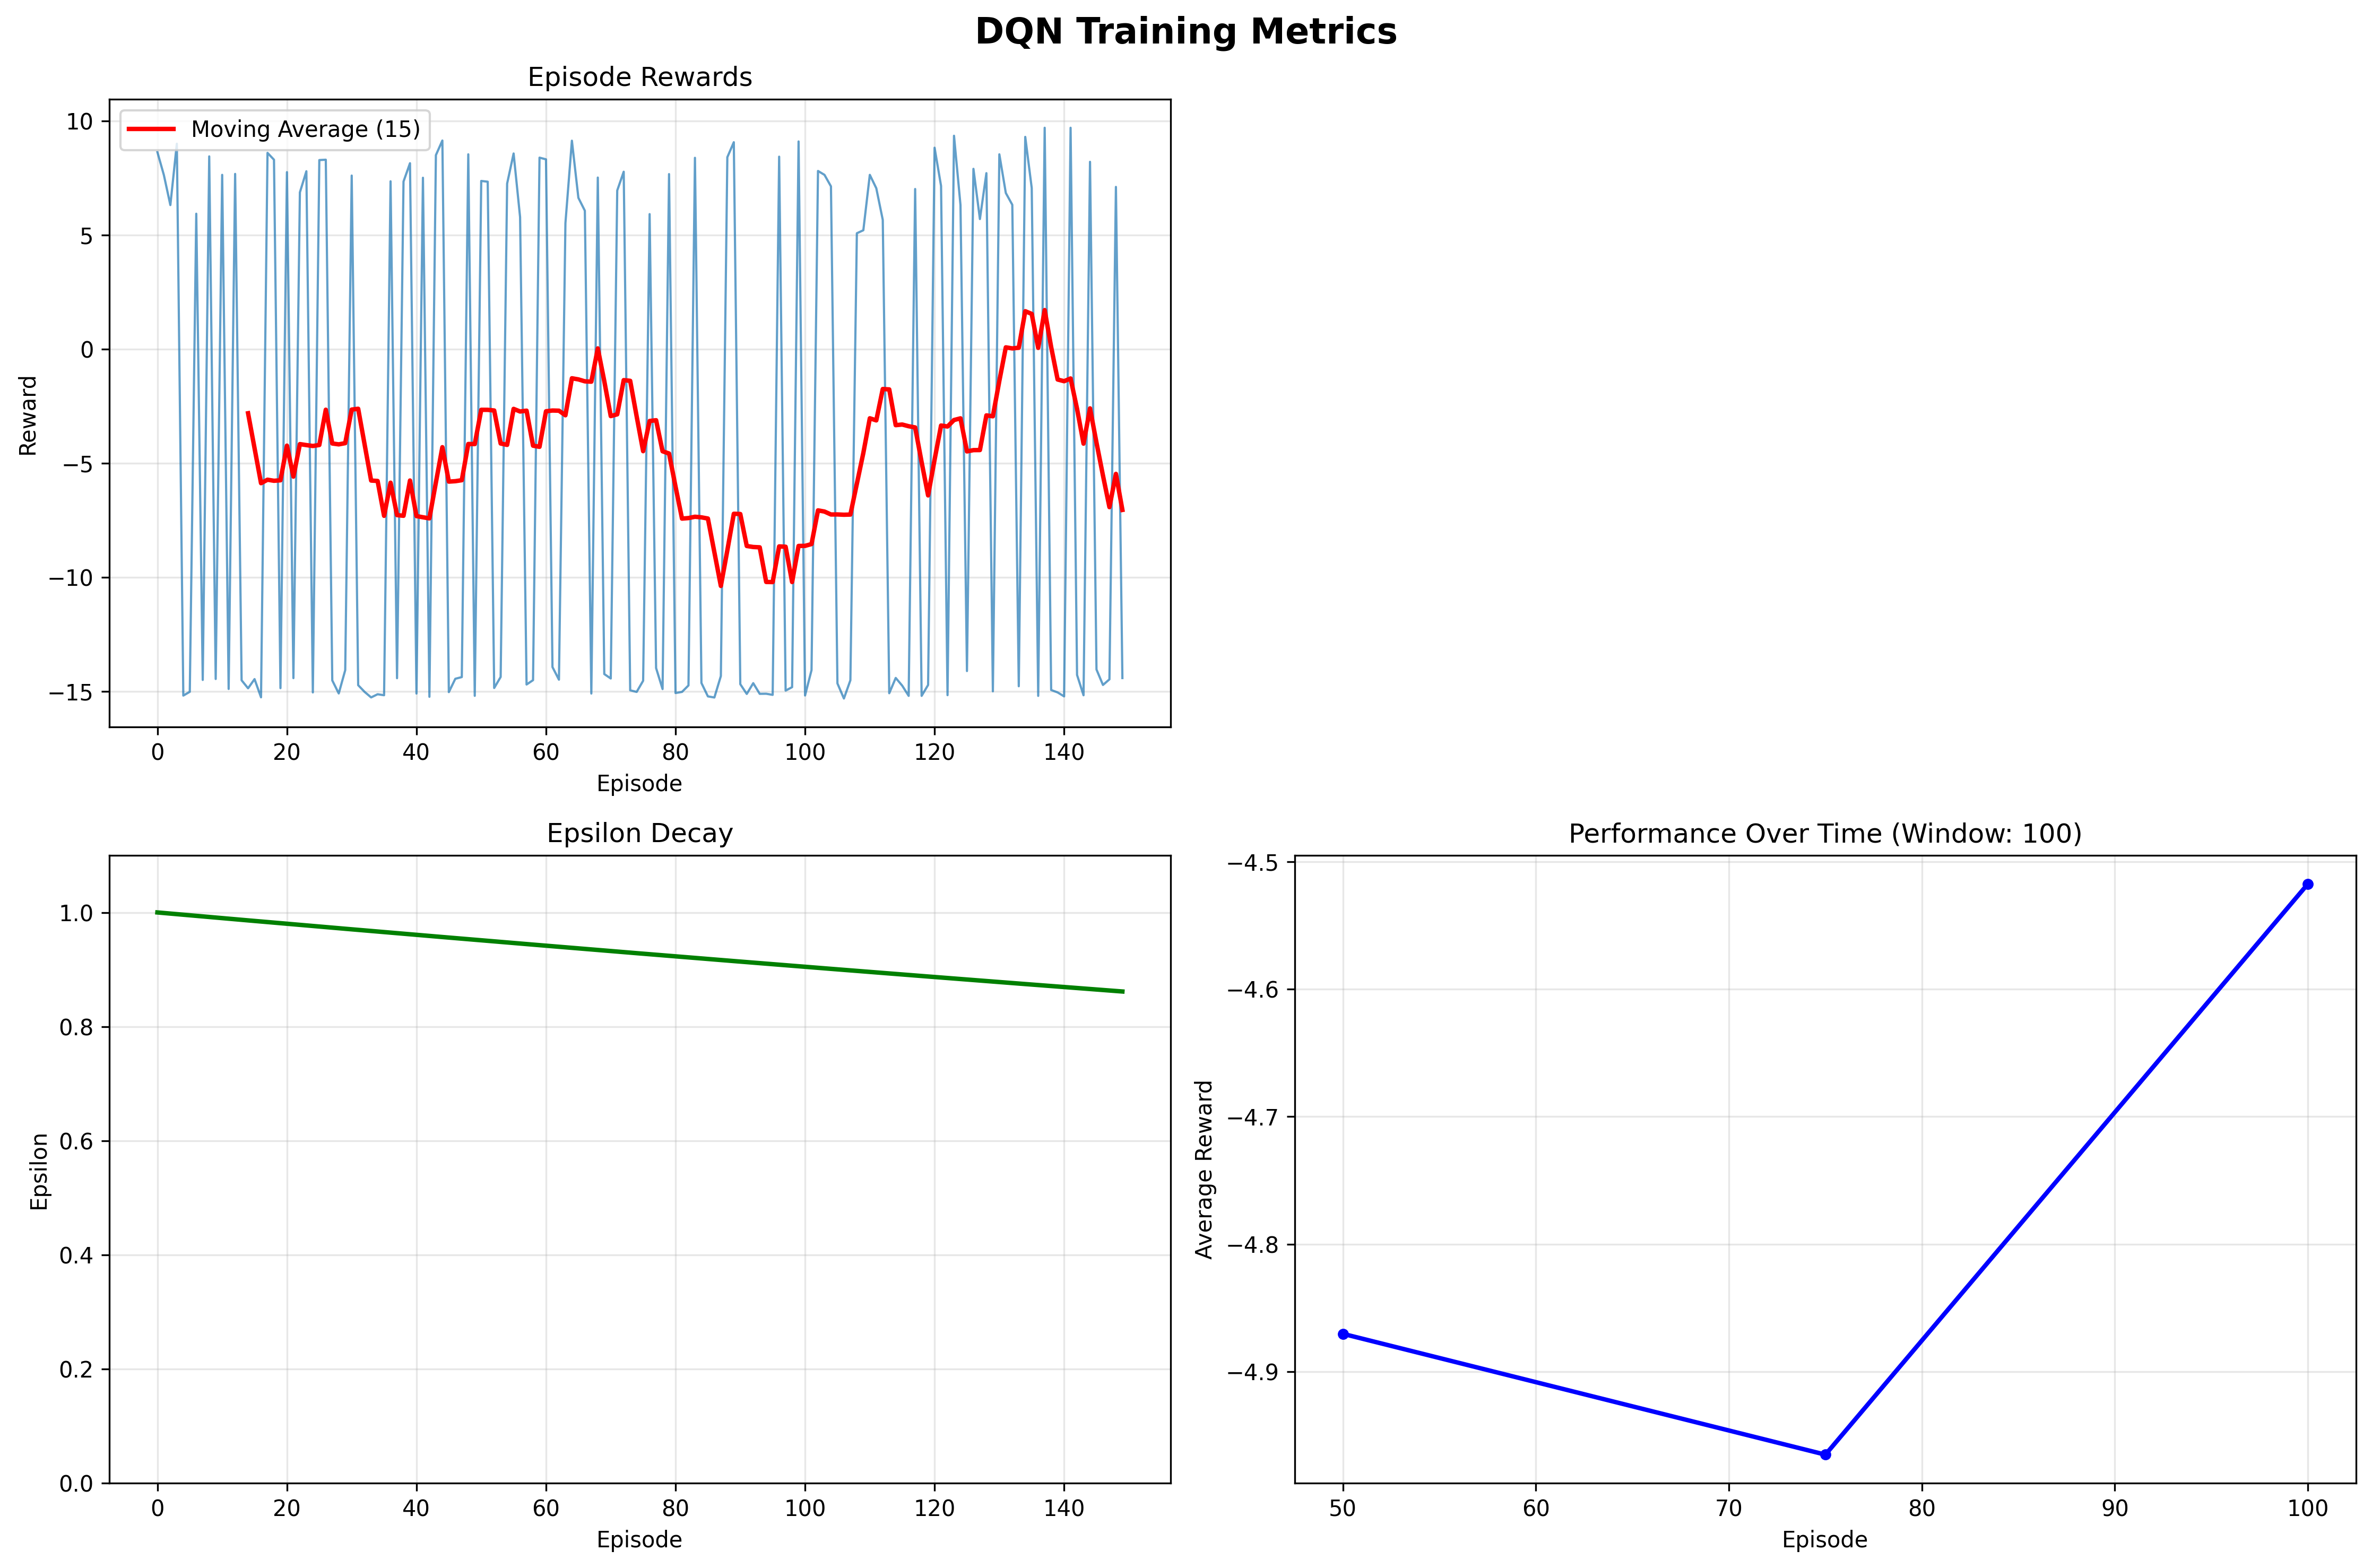 DQN Training Metrics
Episode Rewards
Moving Average (15)
10
5
0
−5
−10
−15
Reward
0 20 40 60 80 100 120 140
Episode
Epsilon Decay
1.0
0.8
0.6
0.4
0.2
0.0
Epsilon
0 20 40 60 80 100 120 140
Episode
Performance Over Time (Window: 100)
−4.5
−4.6
−4.7
−4.8
−4.9
Average Reward
50 60 70 80 90 100
Episode